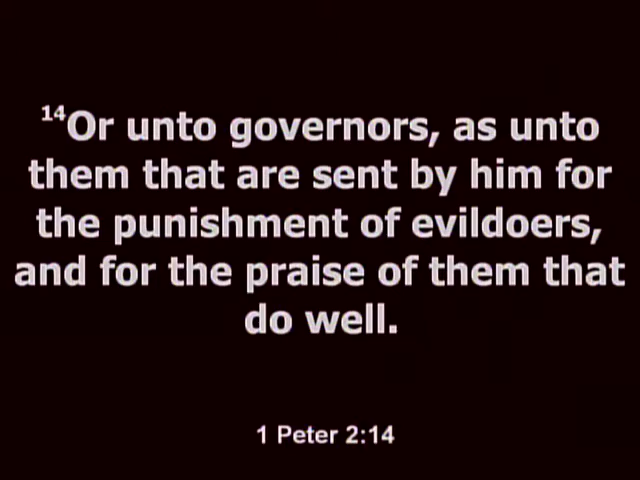 14Or unto governors, as unto
them that are sent by him for
the punishment of evildoers,
and for the praise of them that
do well.
1 Peter 2:14